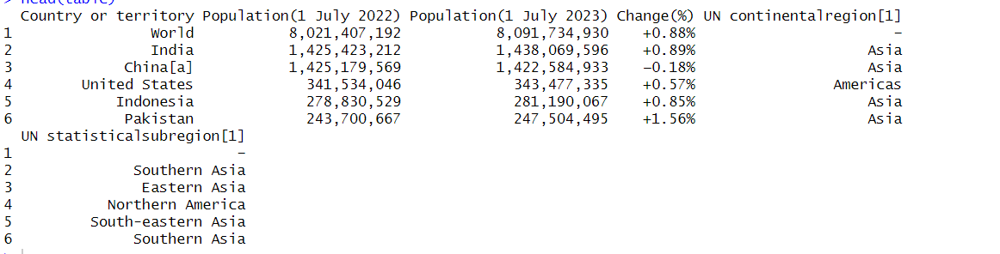 > head(table)
Country or territory Population(1 July 2022) Population(1 July 2023) Change(%) UN continentalregion[1]
1 World 8,021,407,192 8,091,734,930 +0.88% –
2 India 1,425,423,212 1,438,069,596 +0.89% Asia
3 China[a] 1,425,179,569 1,422,584,933 −0.18% Asia
4 United States 341,534,046 343,477,335 +0.57% Americas
5 Indonesia 278,830,529 281,190,067 +0.85% Asia
6 Pakistan 243,700,667 247,504,495 +1.56% Asia
UN statisticalsubregion[1]
1 –
2 Southern Asia
3 Eastern Asia
4 Northern America
5 South-eastern Asia
6 Southern Asia